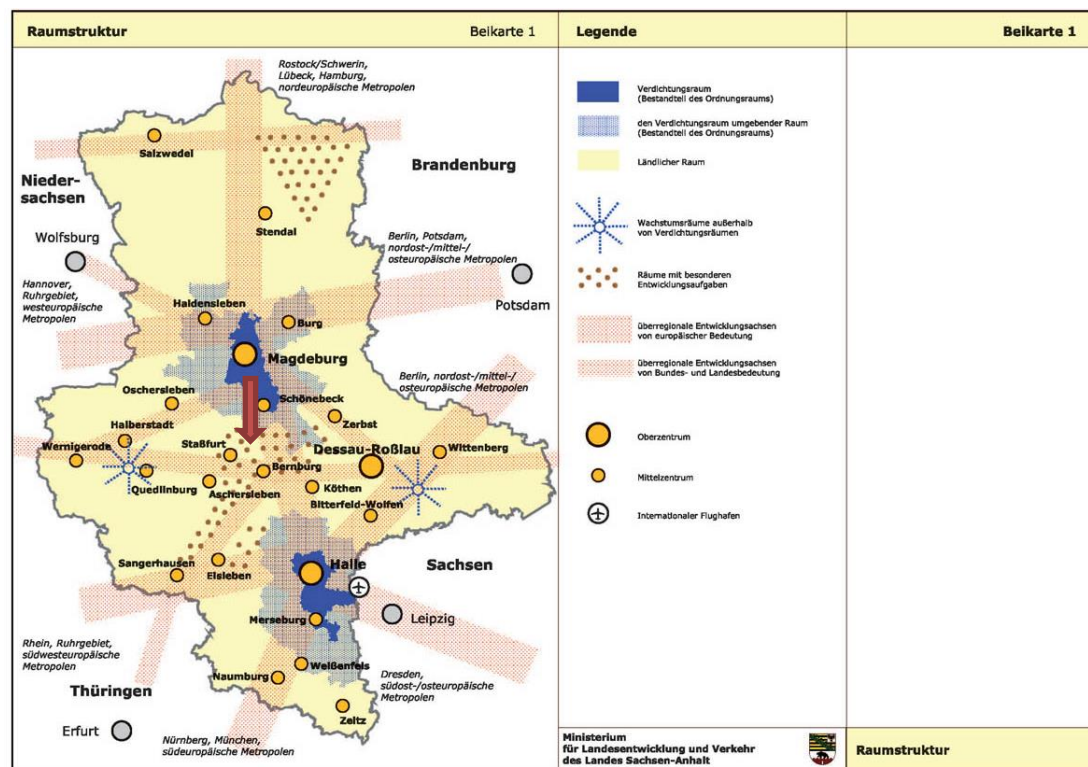 Raumstruktur
Beikarte 1
Rostock/Schwerin,
Lübeck, Hamburg,
nordeuropäische Metropolen
Salzwedel
Brandenburg
Nieder-
sachsen
Stendal
Wolfsburg
Berlin, Potsdam,
nordost-/mittel-/
osteuropäische Metropolen
Hannover,
Ruhrgebiet,
westeuropäische
Metropolen
Potsdam
Haldensleben
Burg
Magdeburg
Berlin, nordost-/mittel-/
osteuropäische Metropolen
Oschersleben
Schönebeck
Zerbst
Halberstadt
Wernigerode
Staßfurt
Dessau-Roßlau
Wittenberg
Bernburg
Quedlinburg
Aschersleben
Köthen
Bitterfeld-Wolfen
Sangerhausen
Eisleben
Halle
Sachsen
Merseburg
Leipzig
Rhein, Ruhrgebiet,
südwesteuropäische
Metropolen
Weißenfels
Naumburg
Dresden,
südost-/osteuropäische
Metropolen
Thüringen
Zeitz
Erfurt
Nürnberg, München,
südeuropäische Metropolen
Legende
Verdichtungsraum
(Bestandteil des Ordnungsraums)
den Verdichtungsraum umgebender Raum
(Bestandteil des Ordnungsraums)
Ländlicher Raum
Wachstumsräume außerhalb
von Verdichtungsräumen
Räume mit besonderen
Entwicklungsaufgaben
überregionale Entwicklungsachsen
von europäischer Bedeutung
überregionale Entwicklungsachsen
von Bundes- und Landesbedeutung
Oberzentrum
Mittelzentrum
Internationaler Flughafen
Ministerium
für Landesentwicklung und Verkehr
des Landes Sachsen-Anhalt
Beikarte 1
Raumstruktur